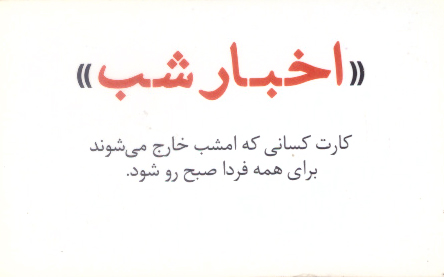 «اخبار شب»
کارت کسانی که امشب خارج می‌شوند
برای همه فردا صبح رو شود.